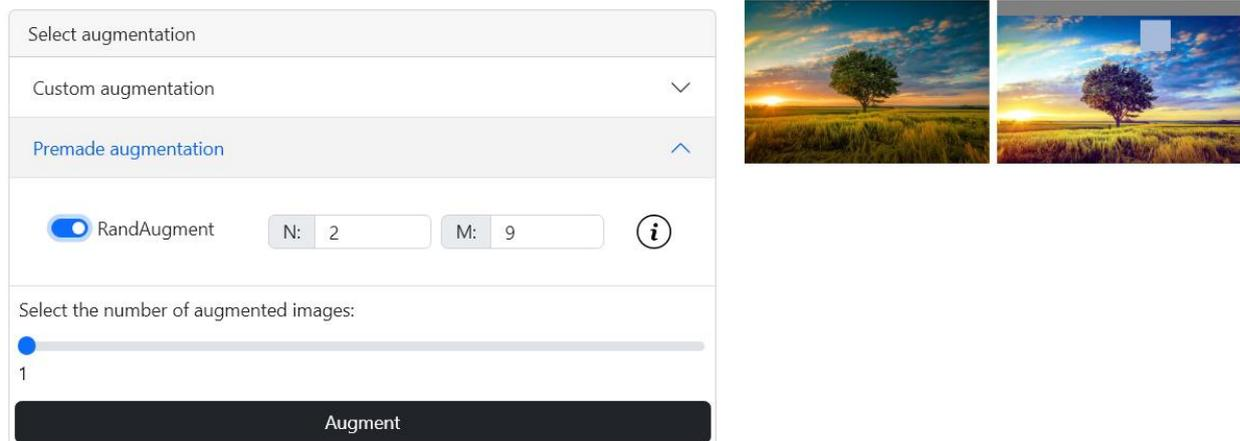 Select augmentation
Custom augmentation
Premade augmentation
RandAugment N: 2 M: 9 i
Select the number of augmented images:
1
Augment